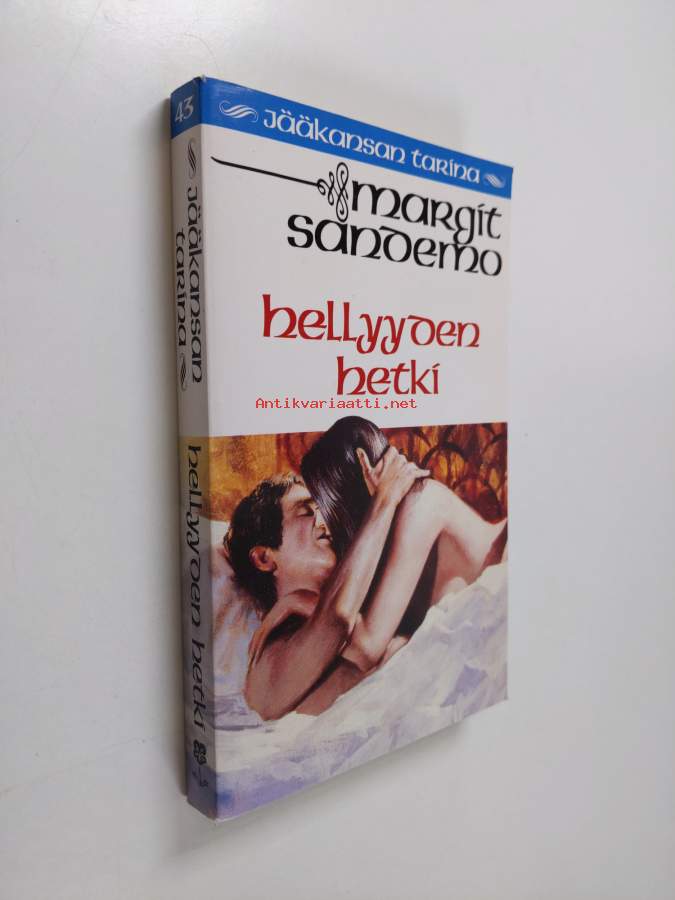 43
Jääkansan
tarina
hellyyden hetki
Jääkansan tarina
margit
sandemo
hellyyden
hetki
Antikvariaatti.net